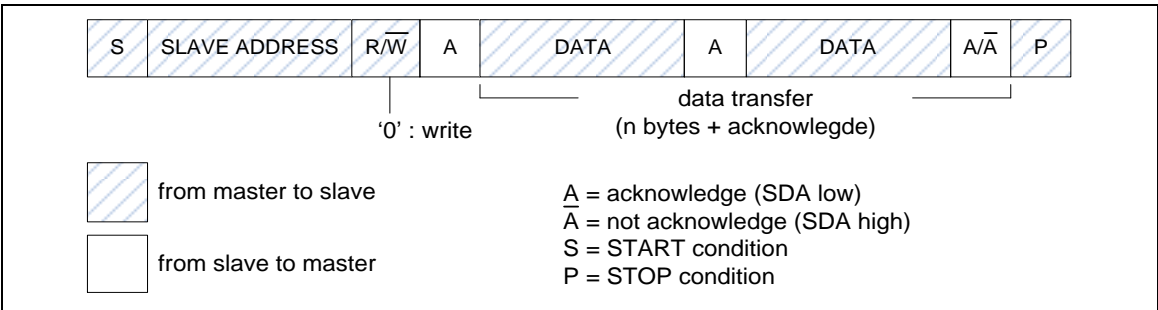 S SLAVE ADDRESS R/W̅ A DATA A DATA A/A̅ P
data transfer
'0' : write (n bytes + acknowlegde)
from master to slave
A = acknowledge (SDA low)
A̅ = not acknowledge (SDA high)
S = START condition
from slave to master
P = STOP condition